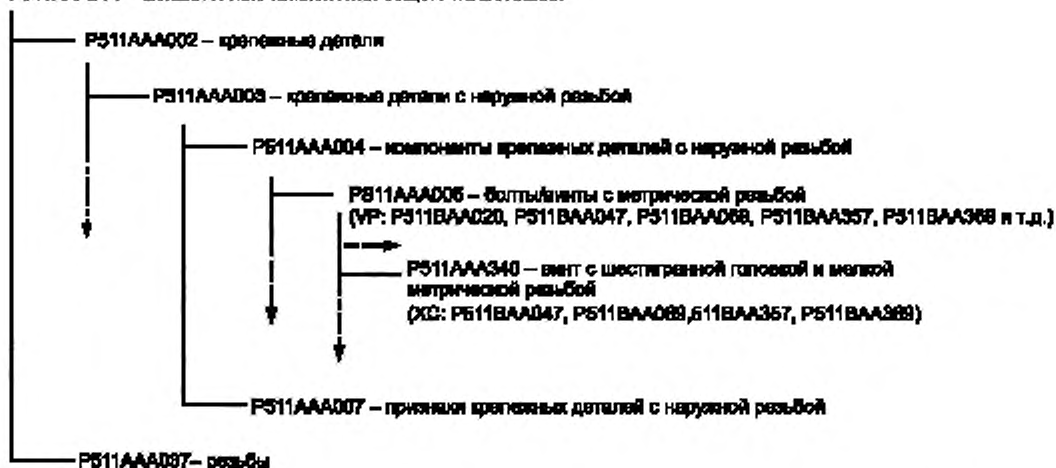 P511AAA002 – крепежные детали
P511AAA003 – крепежные детали с наружной резьбой
P511AAA004 – компоненты крепежных деталей с наружной резьбой
P511AAA006 – болты/винты с метрической резьбой
(VP: P511BAA020, P511BAA047, P511BAA069, P511BAA357, P511BAA368 и т.д.)
P511AAA340 – винт с шестигранной головкой и мелкой
метрической резьбой
(XC: P511BAA047, P511BAA069,511BAA357, P511BAA369)
P511AAA007 – признаки крепежных деталей с наружной резьбой
P511AAA037– резьбы